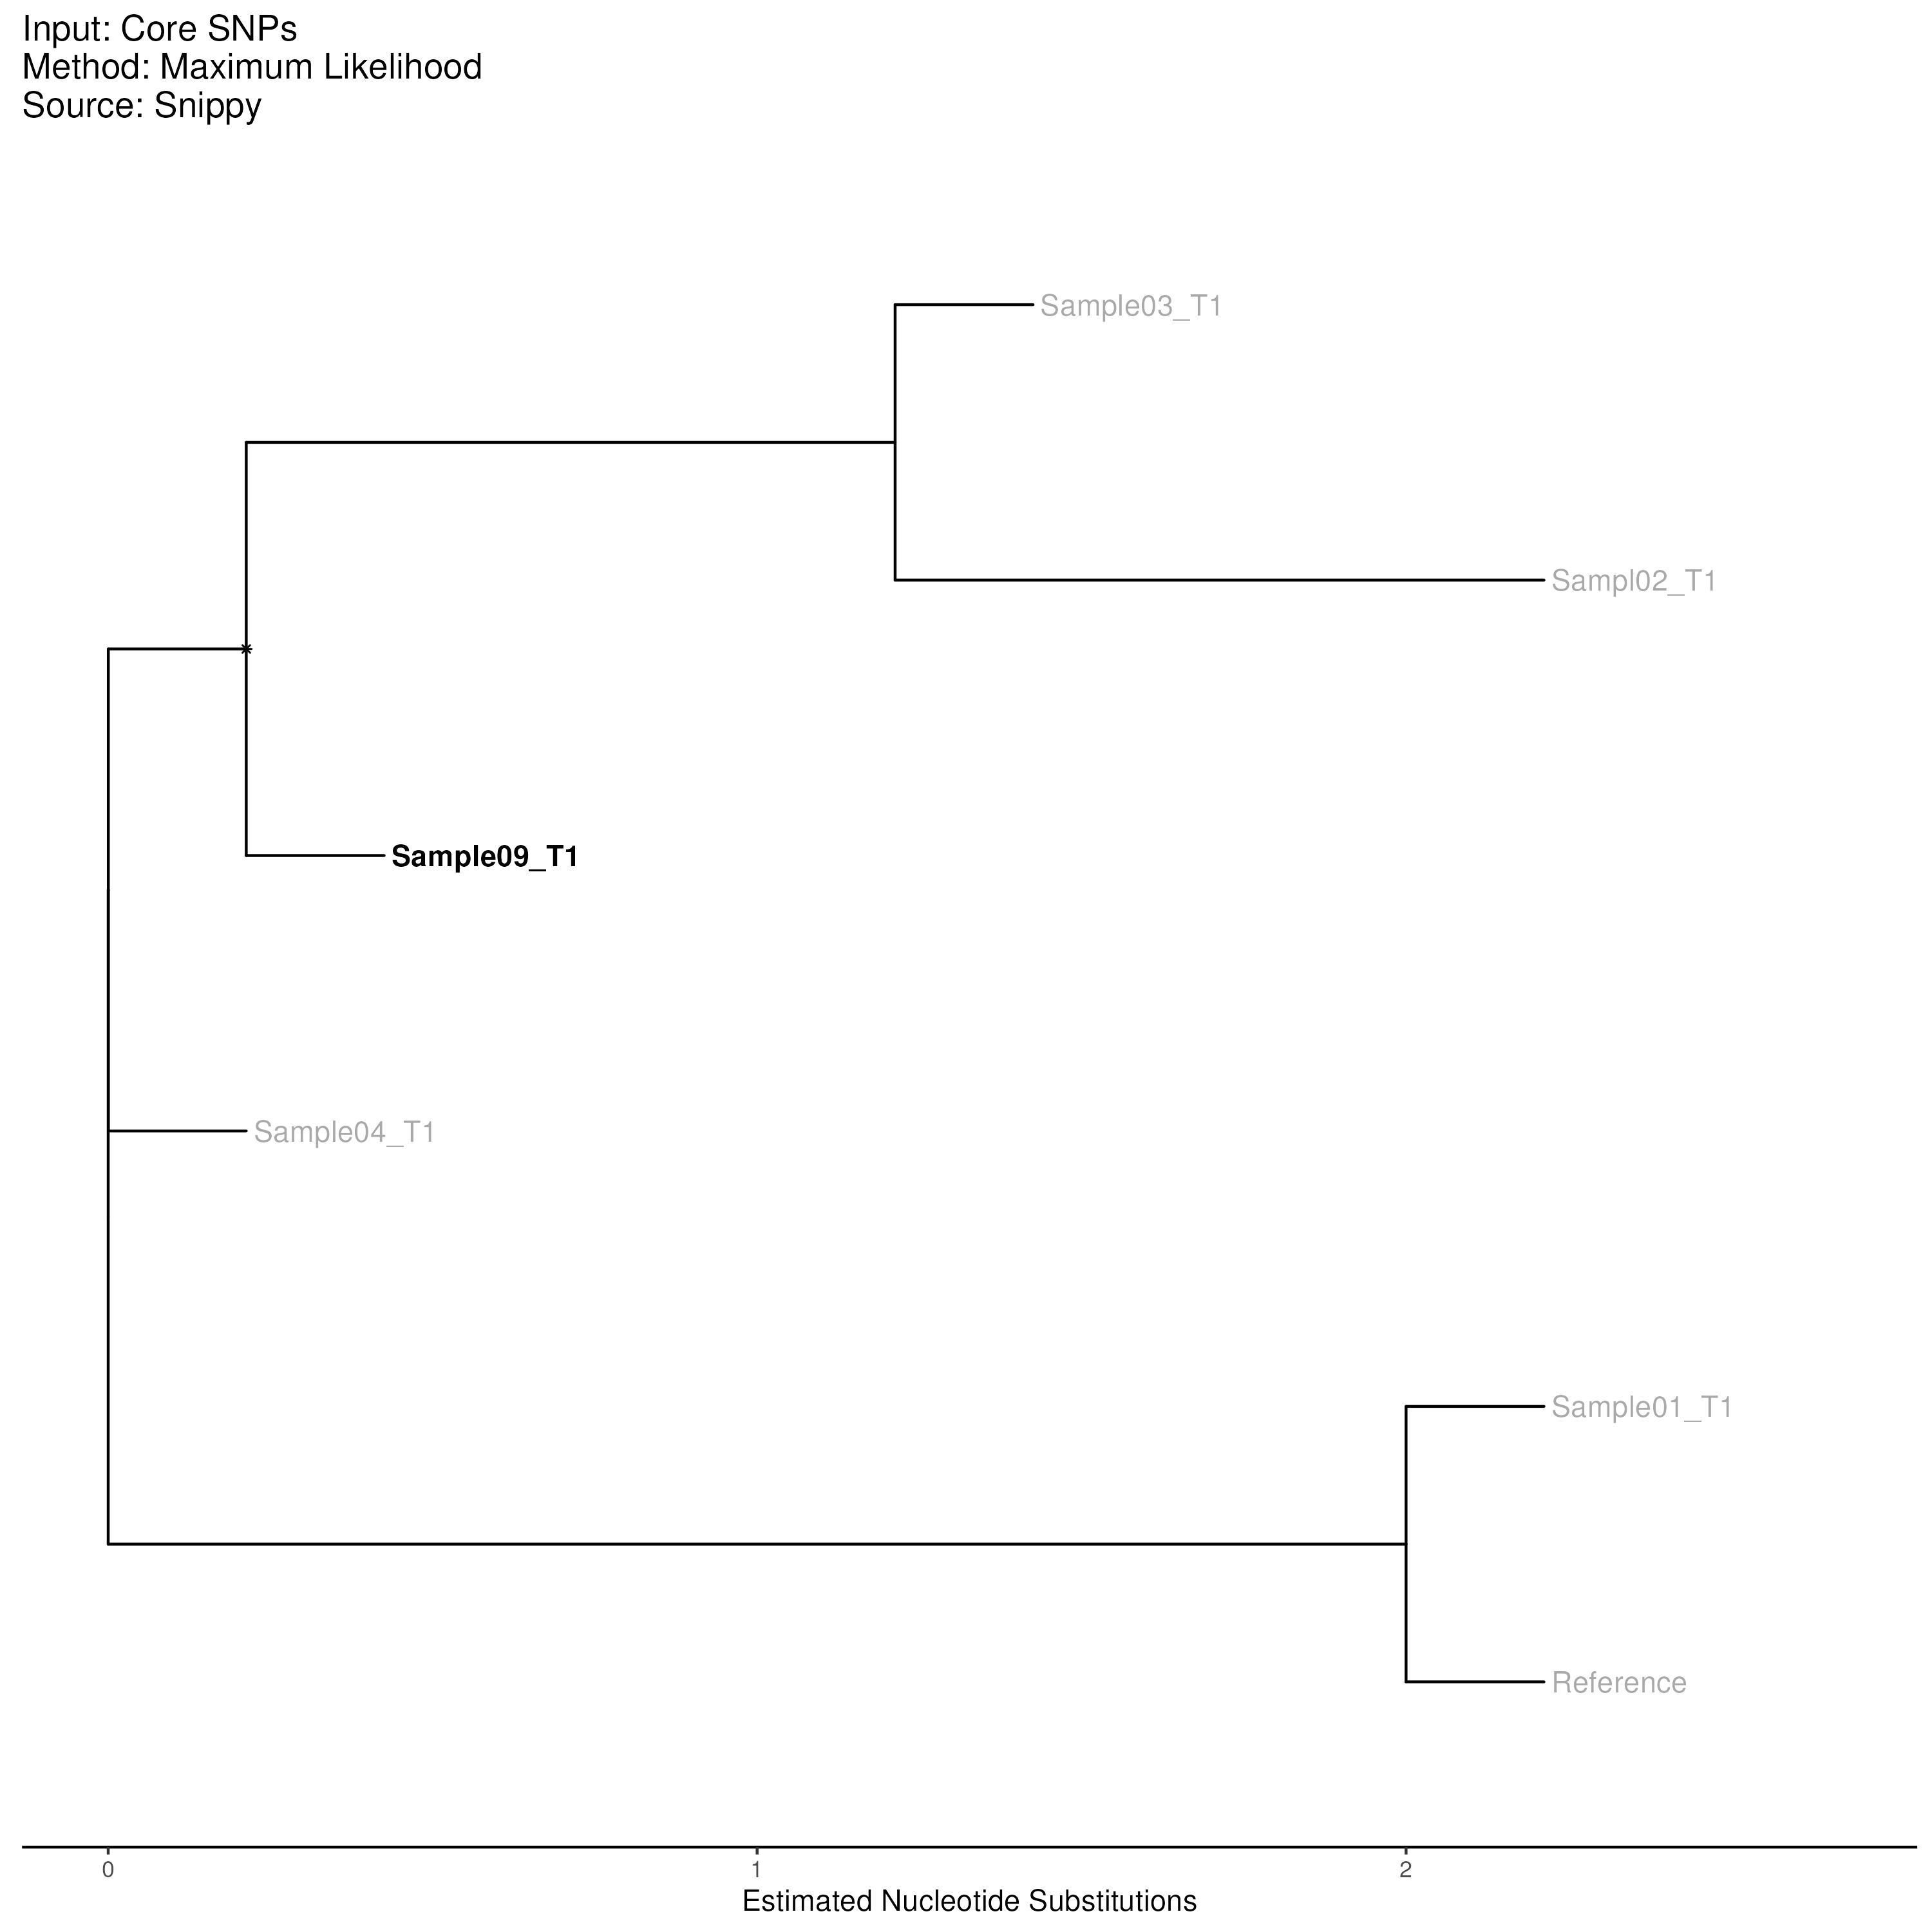 Input: Core SNPs
Method: Maximum Likelihood
Source: Snippy
Sample03_T1
Sampl02_T1
Sample09_T1
Sample04_T1
Sample01_T1
Reference
0 1 2
Estimated Nucleotide Substitutions